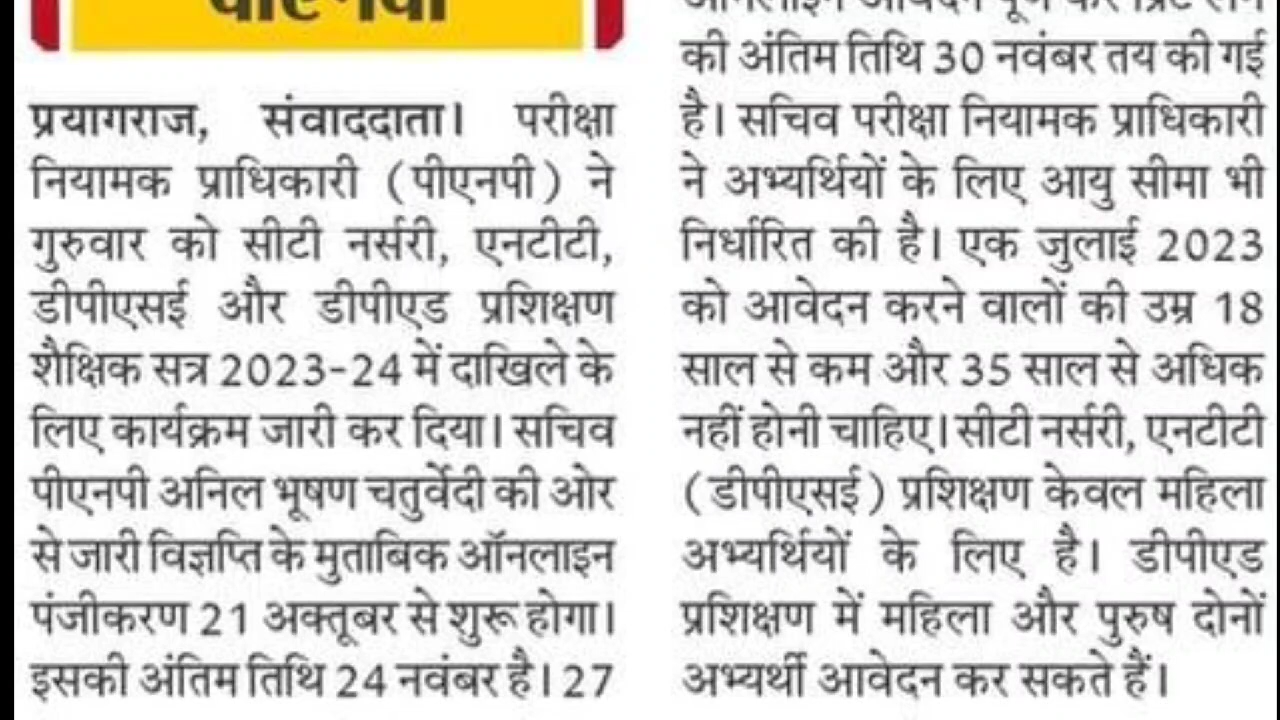 प्रयागराज, संवाददाता। परीक्षा
नियामक प्राधिकारी (पीएनपी) ने
गुरुवार को सीटी नर्सरी, एनटीटी,
डीपीएसई और डीपीएड प्रशिक्षण
शैक्षिक सत्र 2023-24 में दाखिले के
लिए कार्यक्रम जारी कर दिया। सचिव
पीएनपी अनिल भूषण चतुर्वेदी की ओर
से जारी विज्ञप्ति के मुताबिक ऑनलाइन
पंजीकरण 21 अक्तूबर से शुरू होगा।
इसकी अंतिम तिथि 24 नवंबर है। 27
की अंतिम तिथि 30 नवंबर तय की गई
है। सचिव परीक्षा नियामक प्राधिकारी
ने अभ्यर्थियों के लिए आयु सीमा भी
निर्धारित की है। एक जुलाई 2023
को आवेदन करने वालों की उम्र 18
साल से कम और 35 साल से अधिक
नहीं होनी चाहिए। सीटी नर्सरी, एनटीटी
(डीपीएसई) प्रशिक्षण केवल महिला
अभ्यर्थियों के लिए है। डीपीएड
प्रशिक्षण में महिला और पुरुष दोनों
अभ्यर्थी आवेदन कर सकते हैं।